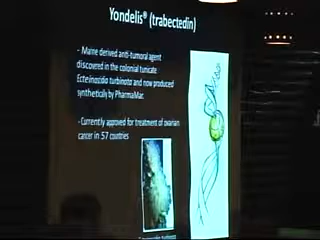 Yondelis® (trabectedin)
- Marine derived anti-tumoral agent
discovered in the colonial tunicate
Ecteinascidia turbinata and now produced
synthetically by PharmaMar.
- Currently approved for treatment of ovarian
cancer in 57 countries